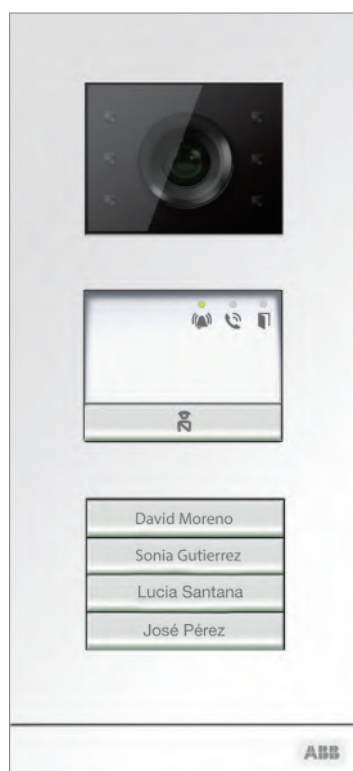 David Moreno
Sonia Gutierrez
Lucia Santana
José Pérez
ABB